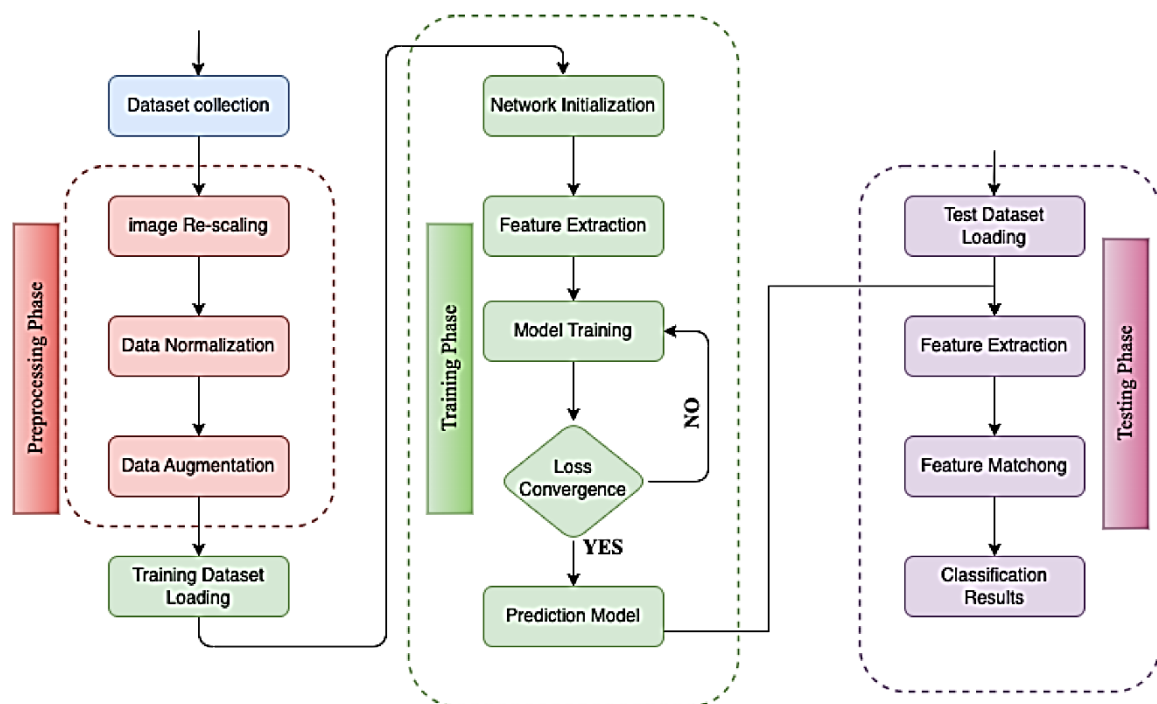 Dataset collection
image Re-scaling
Data Normalization
Data Augmentation
Training Dataset
Loading
Preprocessing Phase
Network Initialization
Feature Extraction
Model Training
Loss
Convergence
NO
YES
Prediction Model
Training Phase
Test Dataset
Loading
Feature Extraction
Feature Matchong
Classification
Results
Testing Phase